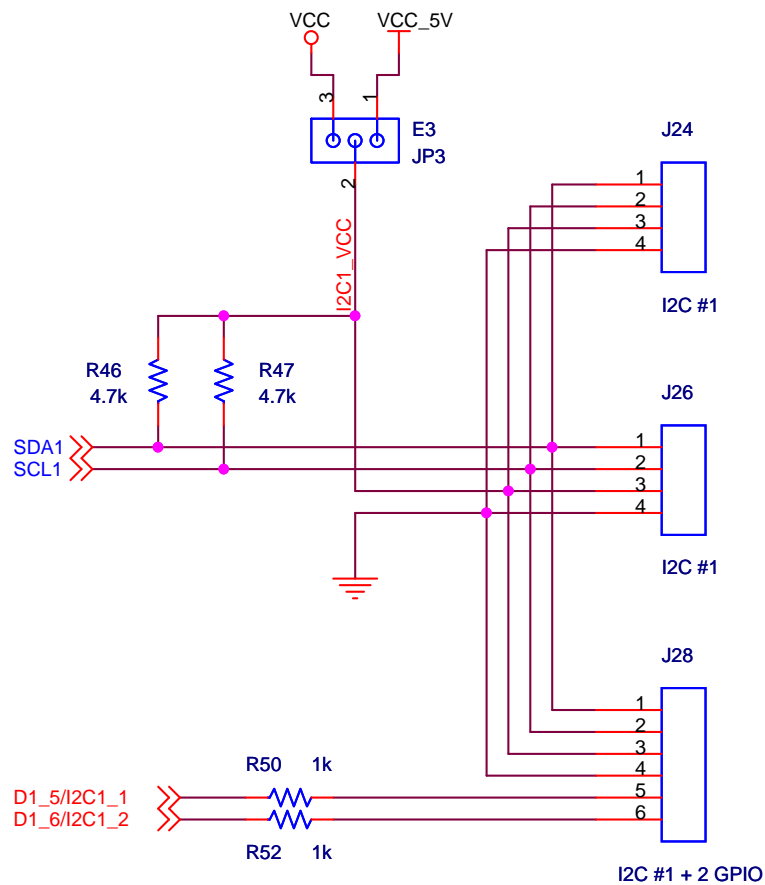 VCC VCC_5V
3 1
E3
JP3
2
I2C1_VCC
J24
1
2
3
4
I2C #1
R46
4.7k
R47
4.7k
J26
SDA1
SCL1
1
2
3
4
I2C #1
J28
1
2
3
4
5
6
R50 1k
D1_5/I2C1_1
D1_6/I2C1_2
R52 1k
I2C #1 + 2 GPIO